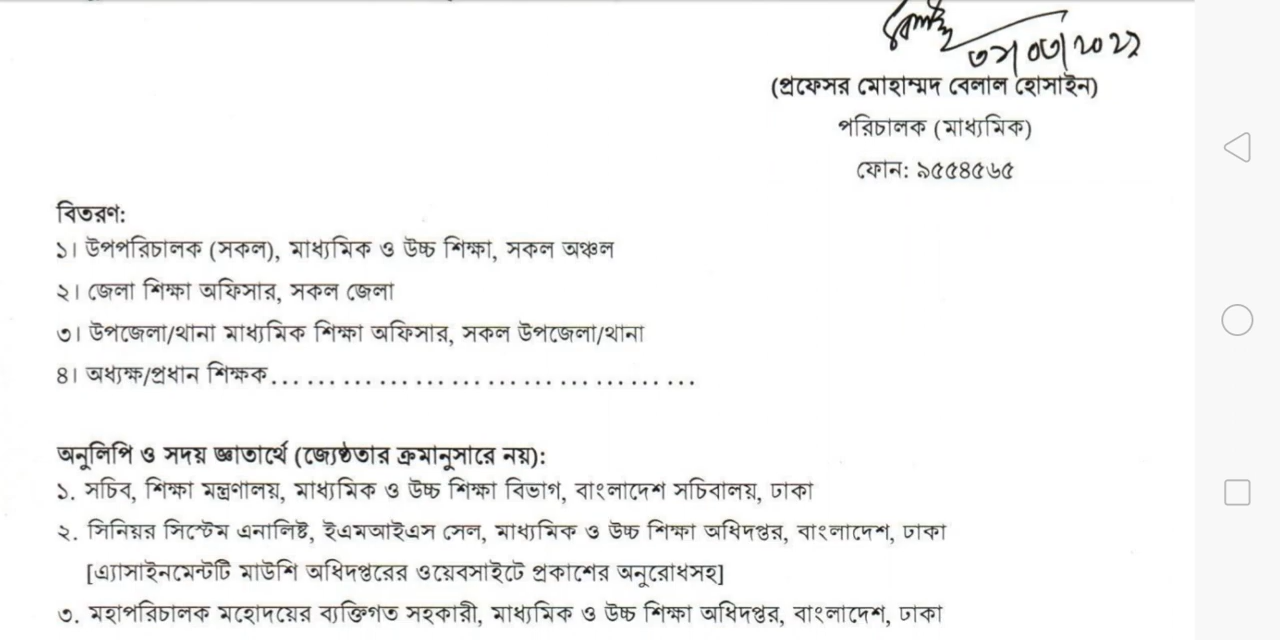 ৩১/০৩/২০২১
(প্রফেসর মোহাম্মদ বেলাল হোসাইন)
পরিচালক (মাধ্যমিক)
ফোন: ৯৫৫৪৫৬৫
বিতরণ:
১। উপপরিচালক (সকল), মাধ্যমিক ও উচ্চ শিক্ষা, সকল অঞ্চল
২। জেলা শিক্ষা অফিসার, সকল জেলা
৩। উপজেলা/থানা মাধ্যমিক শিক্ষা অফিসার, সকল উপজেলা/থানা
৪। অধ্যক্ষ/প্রধান শিক্ষক... ... ... ... ... ... ... ... ... ... ... ...
অনুলিপি ও সদয় জ্ঞাতার্থে (জ্যেষ্ঠতার ক্রমানুসারে নয়):
১. সচিব, শিক্ষা মন্ত্রণালয়, মাধ্যমিক ও উচ্চ শিক্ষা বিভাগ, বাংলাদেশ সচিবালয়, ঢাকা
২. সিনিয়র সিস্টেম এনালিষ্ট, ইএমআইএস সেল, মাধ্যমিক ও উচ্চ শিক্ষা অধিদপ্তর, বাংলাদেশ, ঢাকা
[এ্যাসাইনমেন্টটি মাউশি অধিদপ্তরের ওয়েবসাইটে প্রকাশের অনুরোধসহ]
৩. মহাপরিচালক মহোদয়ের ব্যক্তিগত সহকারী, মাধ্যমিক ও উচ্চ শিক্ষা অধিদপ্তর, বাংলাদেশ, ঢাকা